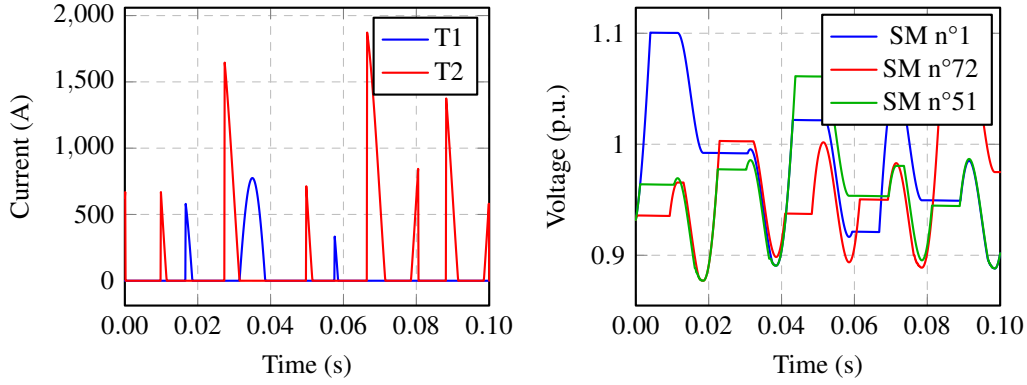 2,000
1,500
1,000
500
0
Current (A)
T1
T2
0.00 0.02 0.04 0.06 0.08 0.10
Time (s)
1.1
1
0.9
Voltage (p.u.)
SM n°1
SM n°72
SM n°51
0.00 0.02 0.04 0.06 0.08 0.10
Time (s)